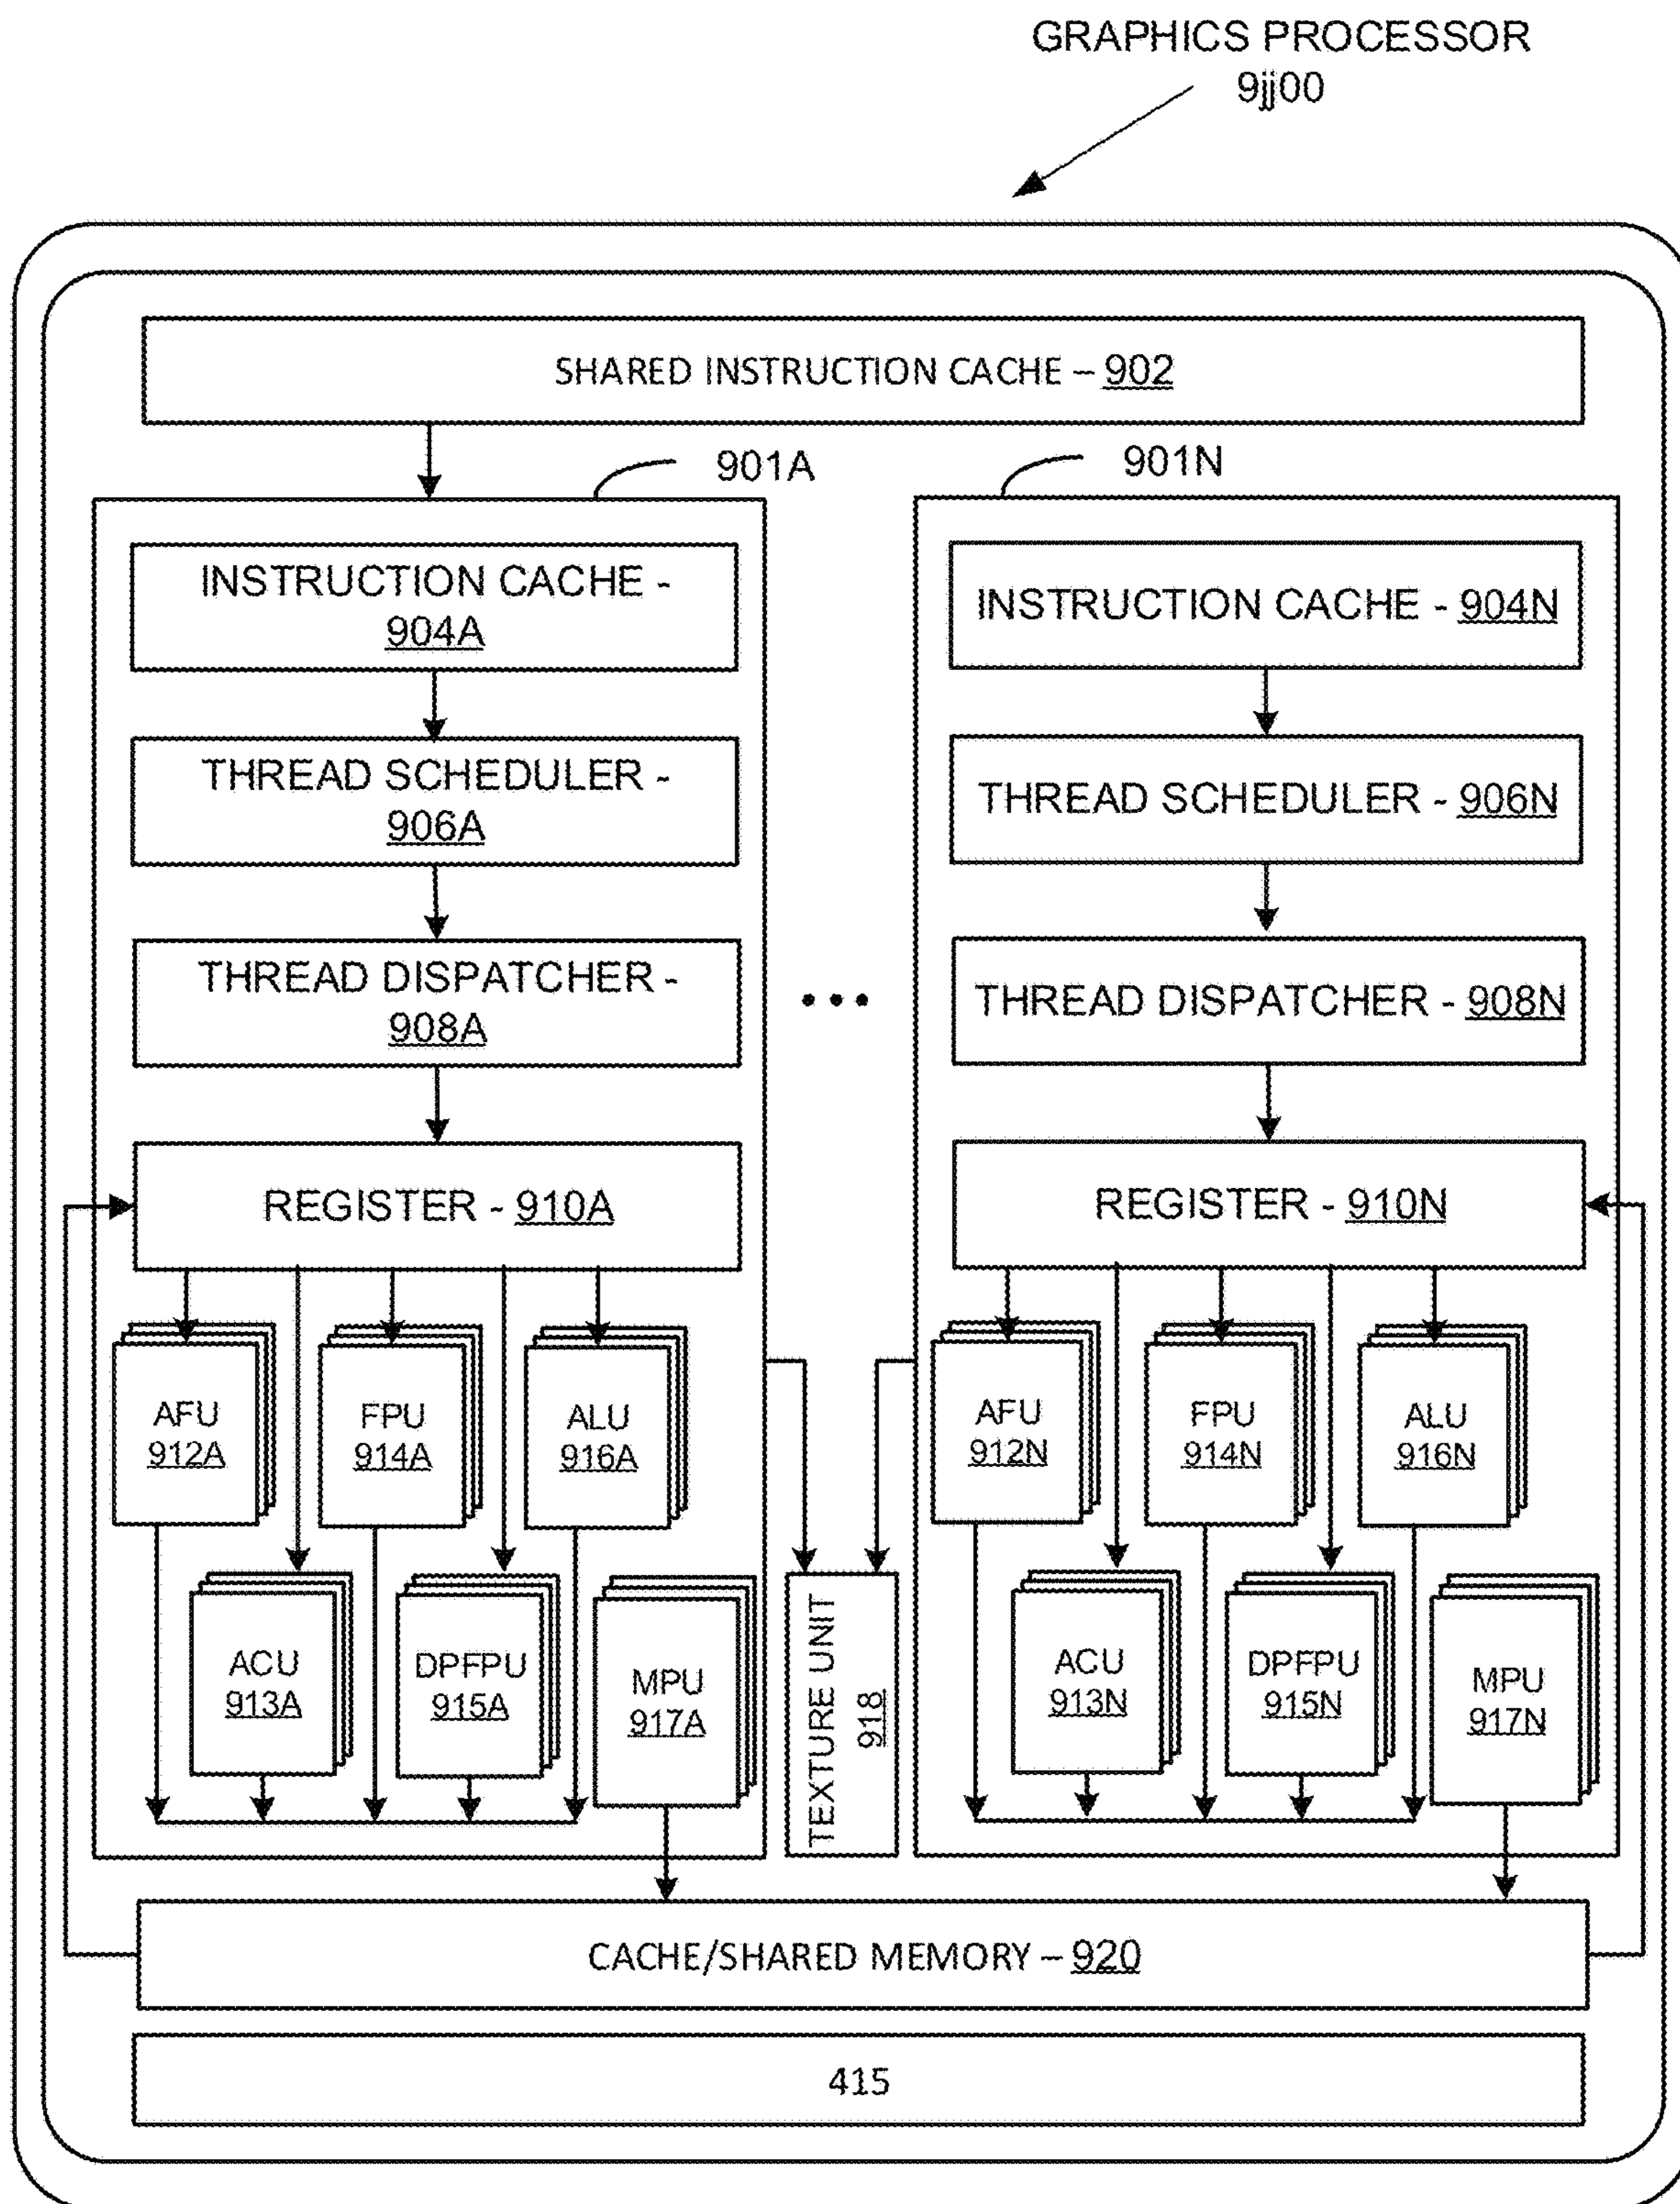 GRAPHICS PROCESSOR
9jj00
SHARED INSTRUCTION CACHE – 902
901A
901N
INSTRUCTION CACHE -
904A
THREAD SCHEDULER -
906A
THREAD DISPATCHER -
908A
REGISTER - 910A
AFU
912A
FPU
914A
ALU
916A
ACU
913A
DPFPU
915A
MPU
917A
...
TEXTURE UNIT
918
INSTRUCTION CACHE - 904N
THREAD SCHEDULER - 906N
THREAD DISPATCHER - 908N
REGISTER - 910N
AFU
912N
FPU
914N
ALU
916N
ACU
913N
DPFPU
915N
MPU
917N
CACHE/SHARED MEMORY – 920
415